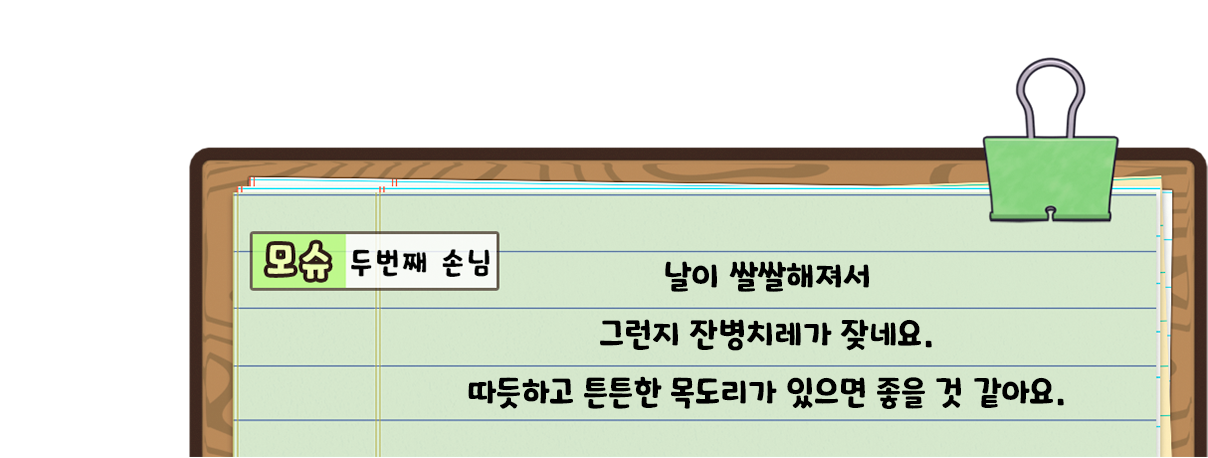 모슈 두번째 손님
날이 쌀쌀해져서
그런지 잔병치레가 잦네요.
따듯하고 튼튼한 목도리가 있으면 좋을 것 같아요.